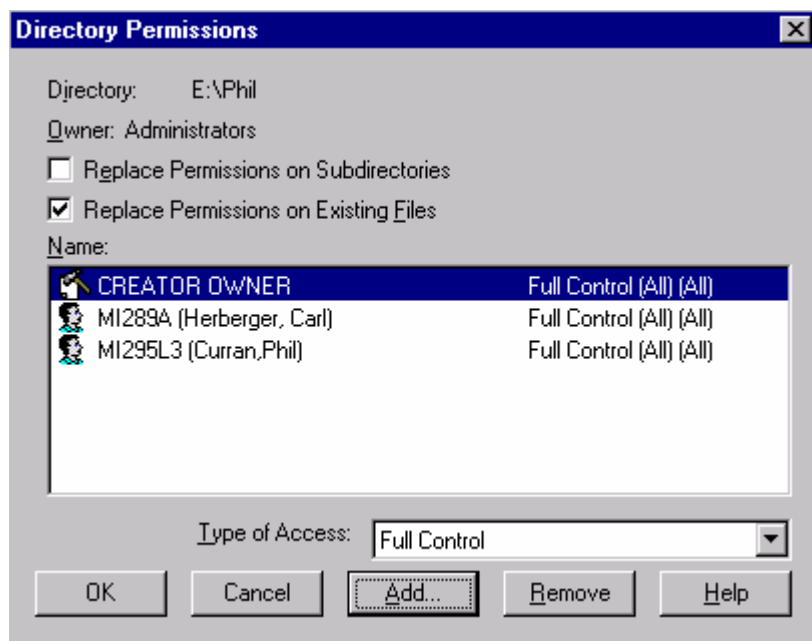 Directory Permissions
Directory: E:\Phil
Owner: Administrators
Replace Permissions on Subdirectories
Replace Permissions on Existing Files
Name:
CREATOR OWNER Full Control (All) (All)
MI289A (Herberger, Carl) Full Control (All) (All)
MI295L3 (Curran,Phil) Full Control (All) (All)
Type of Access: Full Control
OK Cancel Add... Remove Help